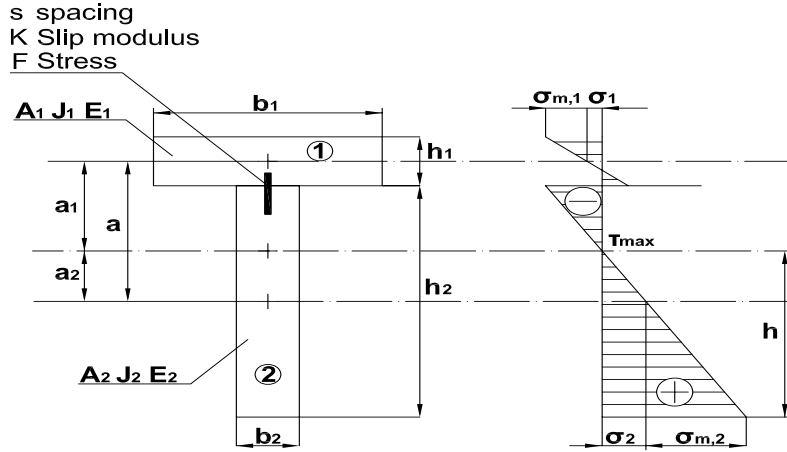 s spacing
K Slip modulus
F Stress
A1 J1 E1
b1
1
h1
σm,1 σ1
a1
a
a2
τmax
h2
h
A2 J2 E2
2
b2
σ2 σm,2